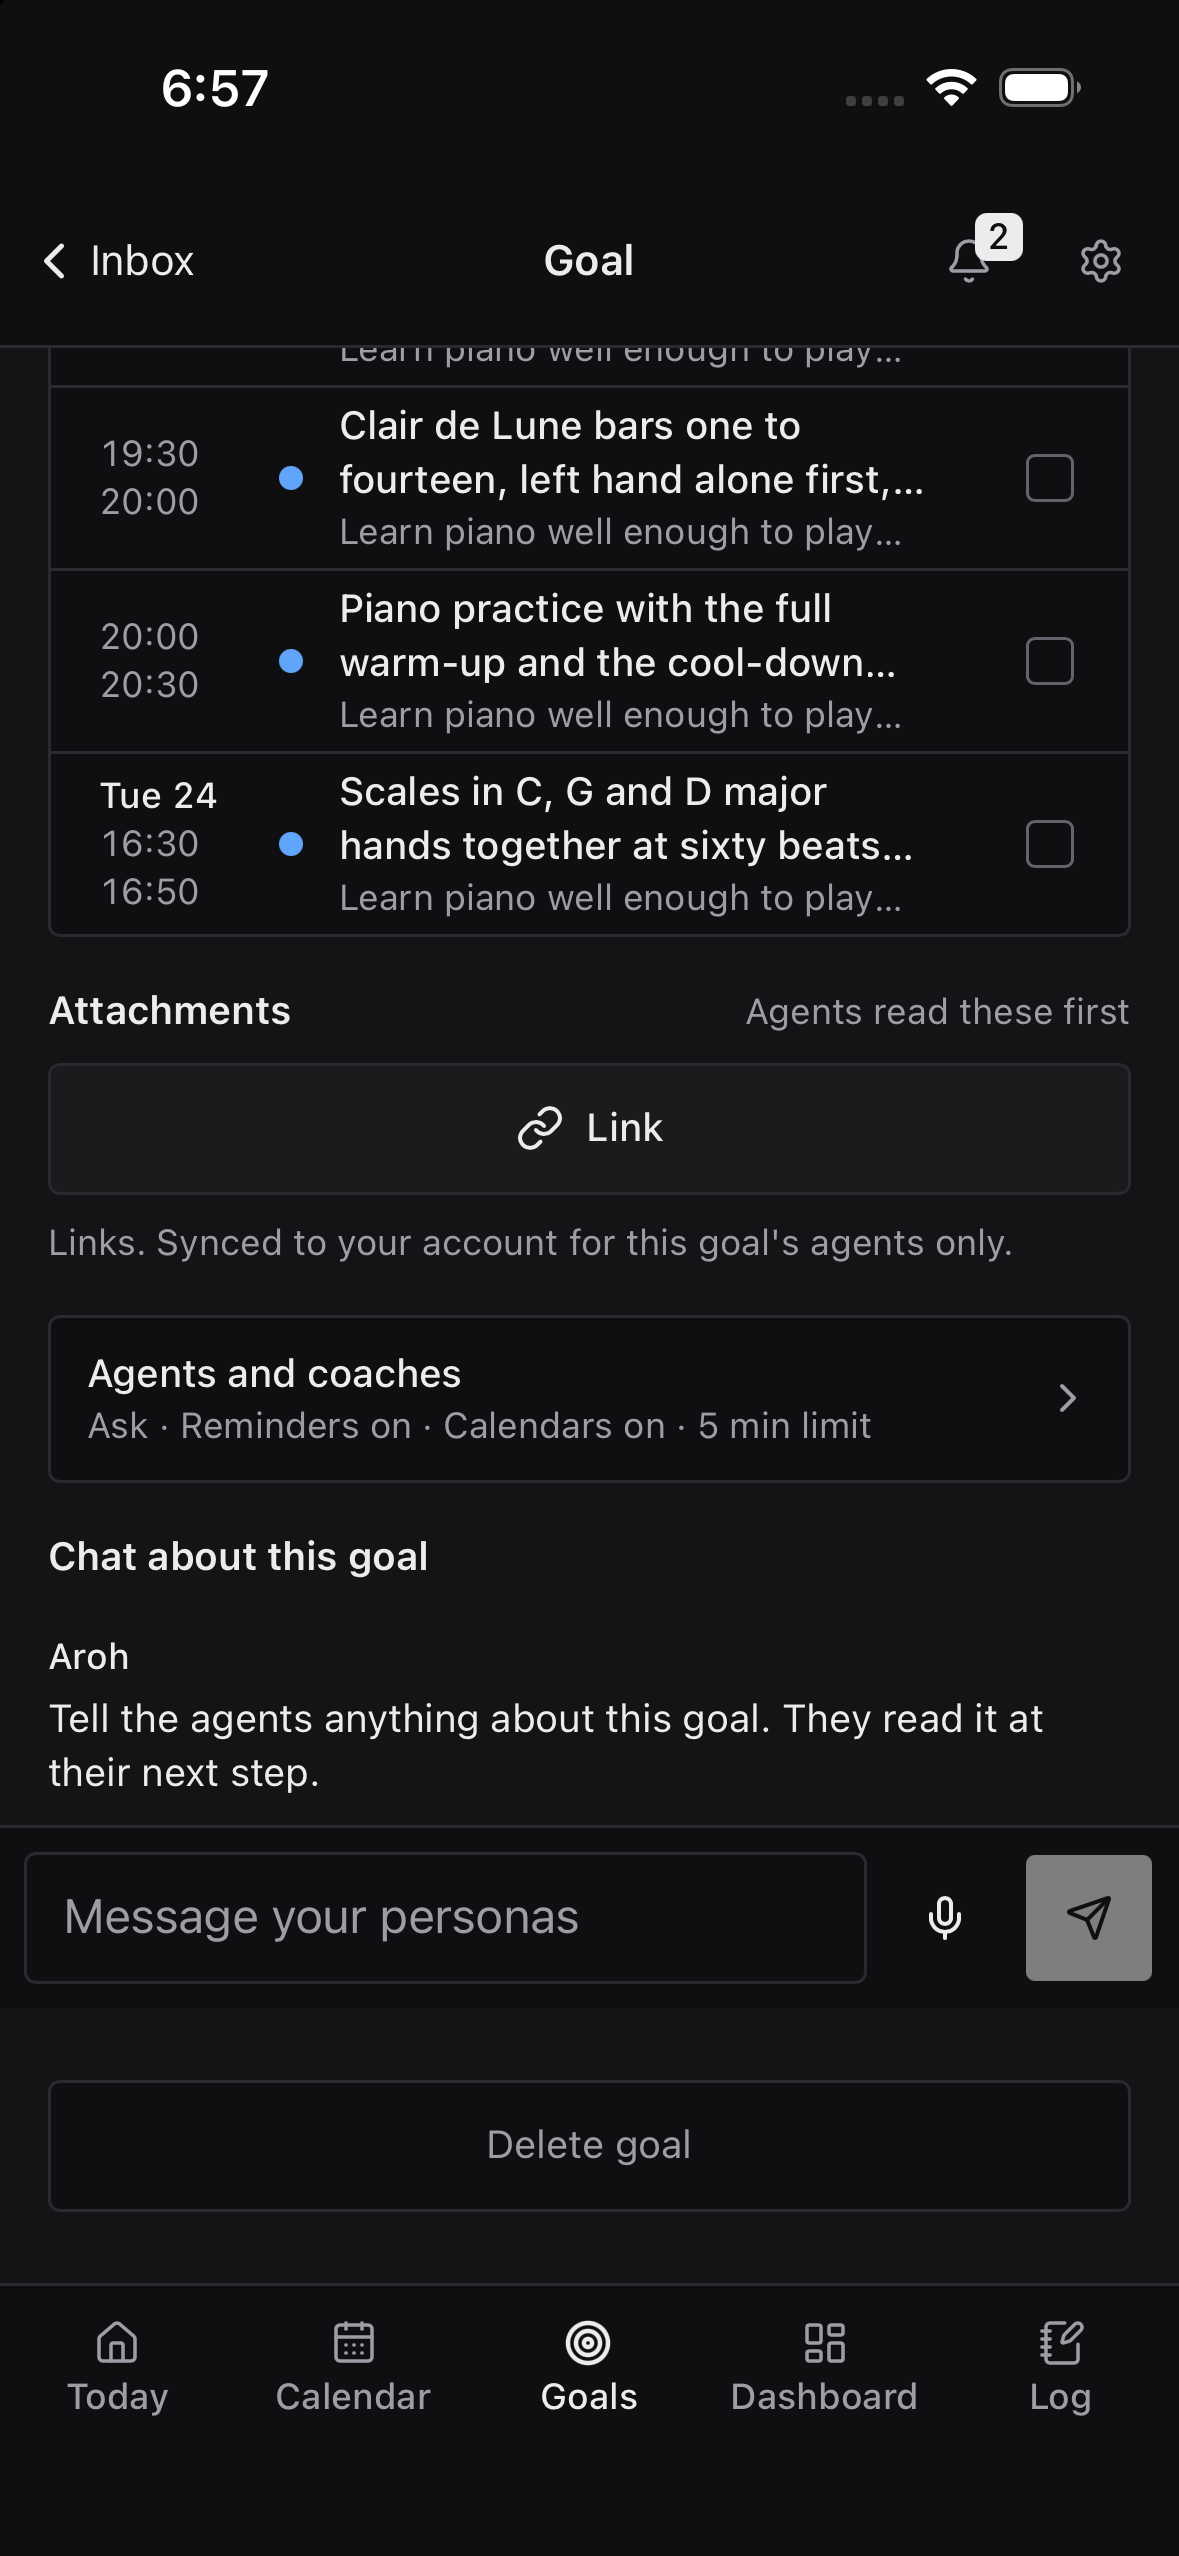 6:57
Inbox
Goal
2
Learn piano well enough to play...
19:30
20:00
Clair de Lune bars one to
fourteen, left hand alone first,...
Learn piano well enough to play...
20:00
20:30
Piano practice with the full
warm-up and the cool-down...
Learn piano well enough to play...
Tue 24
16:30
16:50
Scales in C, G and D major
hands together at sixty beats...
Learn piano well enough to play...
Attachments
Agents read these first
Link
Links. Synced to your account for this goal's agents only.
Agents and coaches
Ask · Reminders on · Calendars on · 5 min limit
Chat about this goal
Aroh
Tell the agents anything about this goal. They read it at
their next step.
Message your personas
Delete goal
Today
Calendar
Goals
Dashboard
Log